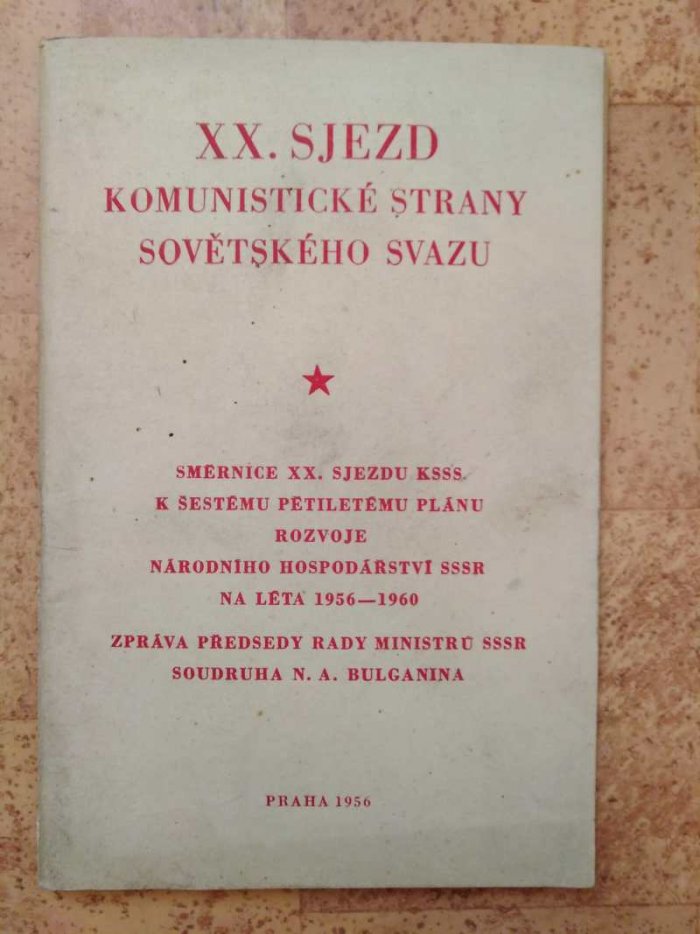 XX. SJEZD
KOMUNISTICKÉ STRANY
SOVĚTSKÉHO SVAZU
SMĚRNICE XX. SJEZDU KSSS
K ŠESTÉMU PĚTILETÉMU PLÁNU
ROZVOJE
NÁRODNÍHO HOSPODÁŘSTVÍ SSSR
NA LÉTA 1956—1960
ZPRÁVA PŘEDSEDY RADY MINISTRŮ SSSR
SOUDRUHA N. A. BULGANINA
PRAHA 1956